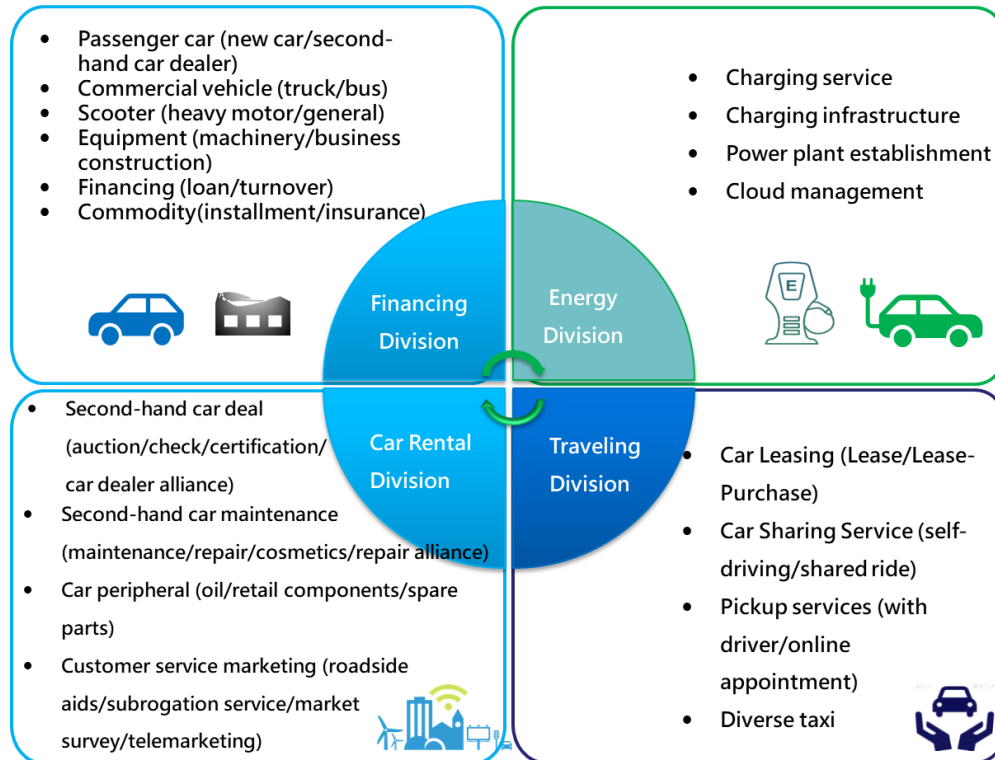 • Passenger car (new car/second-
hand car dealer)
• Commercial vehicle (truck/bus)
• Scooter (heavy motor/general)
• Equipment (machinery/business
construction)
• Financing (loan/turnover)
• Commodity(installment/insurance)
• Charging service
• Charging infrastructure
• Power plant establishment
• Cloud management
Financing
Division
Energy
Division
E
Car Rental
Division
Traveling
Division
• Second-hand car deal
(auction/check/certification/
car dealer alliance)
• Second-hand car maintenance
(maintenance/repair/cosmetics/repair alliance)
• Car peripheral (oil/retail components/spare
parts)
• Customer service marketing (roadside
aids/subrogation service/market
survey/telemarketing)
• Car Leasing (Lease/Lease-
Purchase)
• Car Sharing Service (self-
driving/shared ride)
• Pickup services (with
driver/online
appointment)
• Diverse taxi